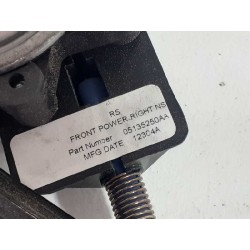 RS
FRONT POWER.RIGHT NS
Part Number 05135250AA
MFG DATE 12304A